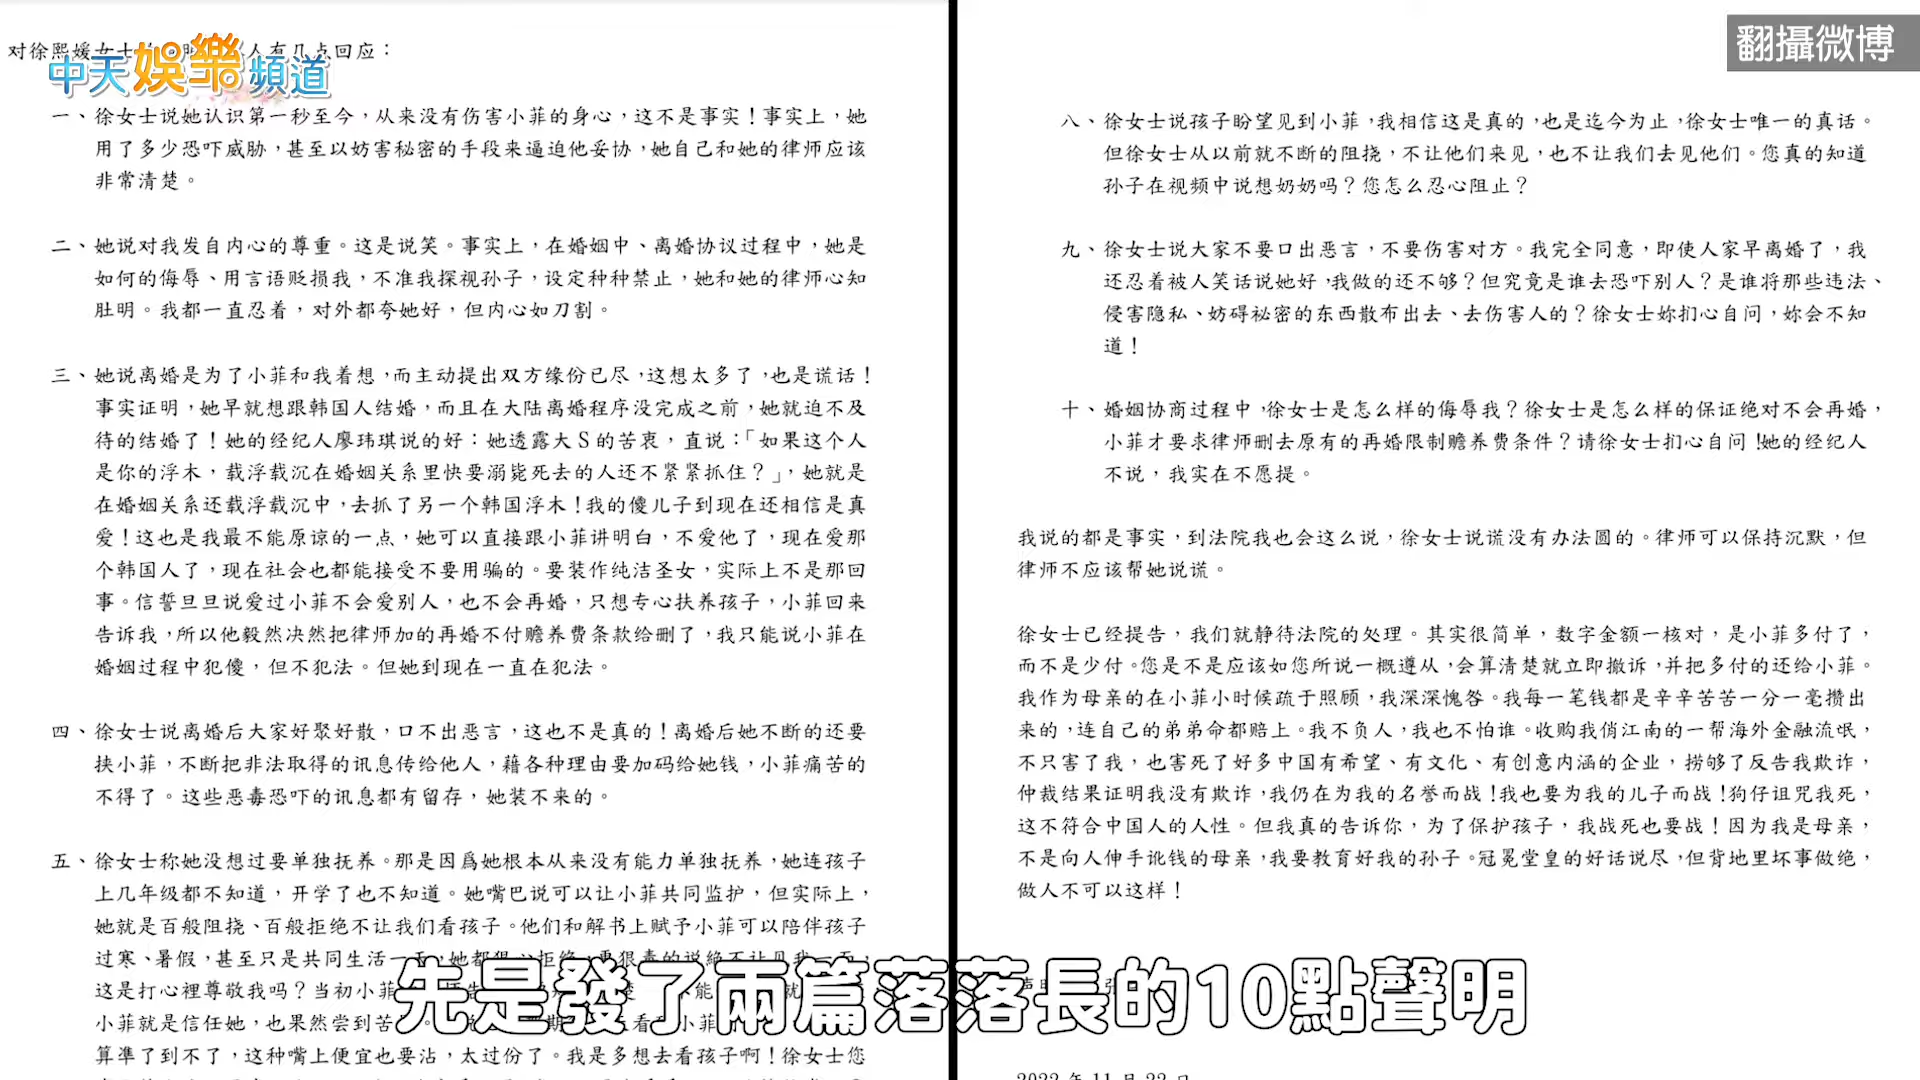 对徐熙媛女士
人有几点回应：
中天娱樂頻道
翻攝微博
一、徐女士说她认识第一秒至今，从来没有伤害小菲的身心，这不是事实！事实上，她
用了多少恐吓威胁，甚至以妨害秘密的手段来逼迫他妥协，她自己和她的律师应该
非常清楚。
二、她说对我发自内心的尊重。这是说笑。事实上，在婚姻中、离婚协议过程中，她是
如何的侮辱、用言语贬损我，不准我探视孙子，设定种种禁止，她和她的律师心知
肚明。我都一直忍着，对外都夸她好，但内心如刀割。
三、她说离婚是为了小菲和我着想，而主动提出双方缘份已尽，这想太多了，也是谎话！
事实证明，她早就想跟韩国人结婚，而且在大陆离婚程序没完成之前，她就迫不及
待的结婚了！她的经纪人廖玮琪说的好：她透露大S的苦衷，直说：「如果这个人
是你的浮木，载浮载沉在婚姻关系里快要溺毙死去的人还不紧紧抓住？」，她就是
在婚姻关系还载浮载沉中，去抓了另一个韩国浮木！我的傻儿子到现在还相信是真
爱！这也是我最不能原谅的一点，她可以直接跟小菲讲明白，不爱他了，现在爱那
个韩国人了，现在社会也都能接受不要用骗的。要装作纯洁圣女，实际上不是那回
事。信誓旦旦说爱过小菲不会爱别人，也不会再婚，只想专心扶养孩子，小菲回来
告诉我，所以他毅然决然把律师加的再婚不付赡养费条款给删了，我只能说小菲在
婚姻过程中犯傻，但不犯法。但她到现在一直在犯法。
四、徐女士说离婚后大家好聚好散，口不出恶言，这也不是真的！离婚后她不断的还要
挟小菲，不断把非法取得的讯息传给他人，藉各种理由要加码给她钱，小菲痛苦的
不得了。这些恶毒恐吓的讯息都有留存，她装不来的。
五、徐女士称她没想过要单独抚养。那是因爲她根本从来没有能力单独抚养，她连孩子
上几年级都不知道，开学了也不知道。她嘴巴说可以让小菲共同监护，但实际上，
她就是百般阻挠、百般拒绝不让我们看孩子。他们和解书上赋予小菲可以陪伴孩子
过寒、暑假，甚至只是共同生活一
这是打心裡尊敬我吗？当初小菲
小菲就是信任她，也果然尝到苦
算準了到不了，这种嘴上便宜也要沾，太过份了。我是多想去看孩子啊！徐女士您
八、徐女士说孩子盼望见到小菲，我相信这是真的，也是迄今为止，徐女士唯一的真话。
但徐女士从以前就不断的阻挠，不让他们来见，也不让我们去见他们。您真的知道
孙子在视频中说想奶奶吗？您怎么忍心阻止？
九、徐女士说大家不要口出恶言，不要伤害对方。我完全同意，即使人家早离婚了，我
还忍着被人笑话说她好，我做的还不够？但究竟是谁去恐吓别人？是谁将那些违法、
侵害隐私、妨碍祕密的东西散布出去、去伤害人的？徐女士妳扪心自问，妳会不知
道！
十、婚姻协商过程中，徐女士是怎么样的侮辱我？徐女士是怎么样的保证绝对不会再婚，
小菲才要求律师删去原有的再婚限制赡养费条件？请徐女士扪心自问！她的经纪人
不说，我实在不愿提。
我说的都是事实，到法院我也会这么说，徐女士说谎没有办法圆的。律师可以保持沉默，但
律师不应该帮她说谎。
徐女士已经提告，我们就静待法院的处理。其实很简单，数字金额一核对，是小菲多付了，
而不是少付。您是不是应该如您所说一概遵从，会算清楚就立即撤诉，并把多付的还给小菲。
我作为母亲的在小菲小时候疏于照顾，我深深愧咎。我每一笔钱都是辛辛苦苦一分一毫攒出
来的，连自己的弟弟命都赔上。我不负人，我也不怕谁。收购我俏江南的一帮海外金融流氓，
不只害了我，也害死了好多中国有希望、有文化、有创意内涵的企业，捞够了反告我欺诈，
仲裁结果证明我没有欺诈，我仍在为我的名誉而战！我也要为我的儿子而战！狗仔诅咒我死，
这不符合中国人的人性。但我真的告诉你，为了保护孩子，我战死也要战！因为我是母亲，
不是向人伸手讹钱的母亲，我要教育好我的孙子。冠冕堂皇的好话说尽，但背地里坏事做绝，
做人不可以这样！
2022年11月22日
先是發了兩篇落落長的10點聲明